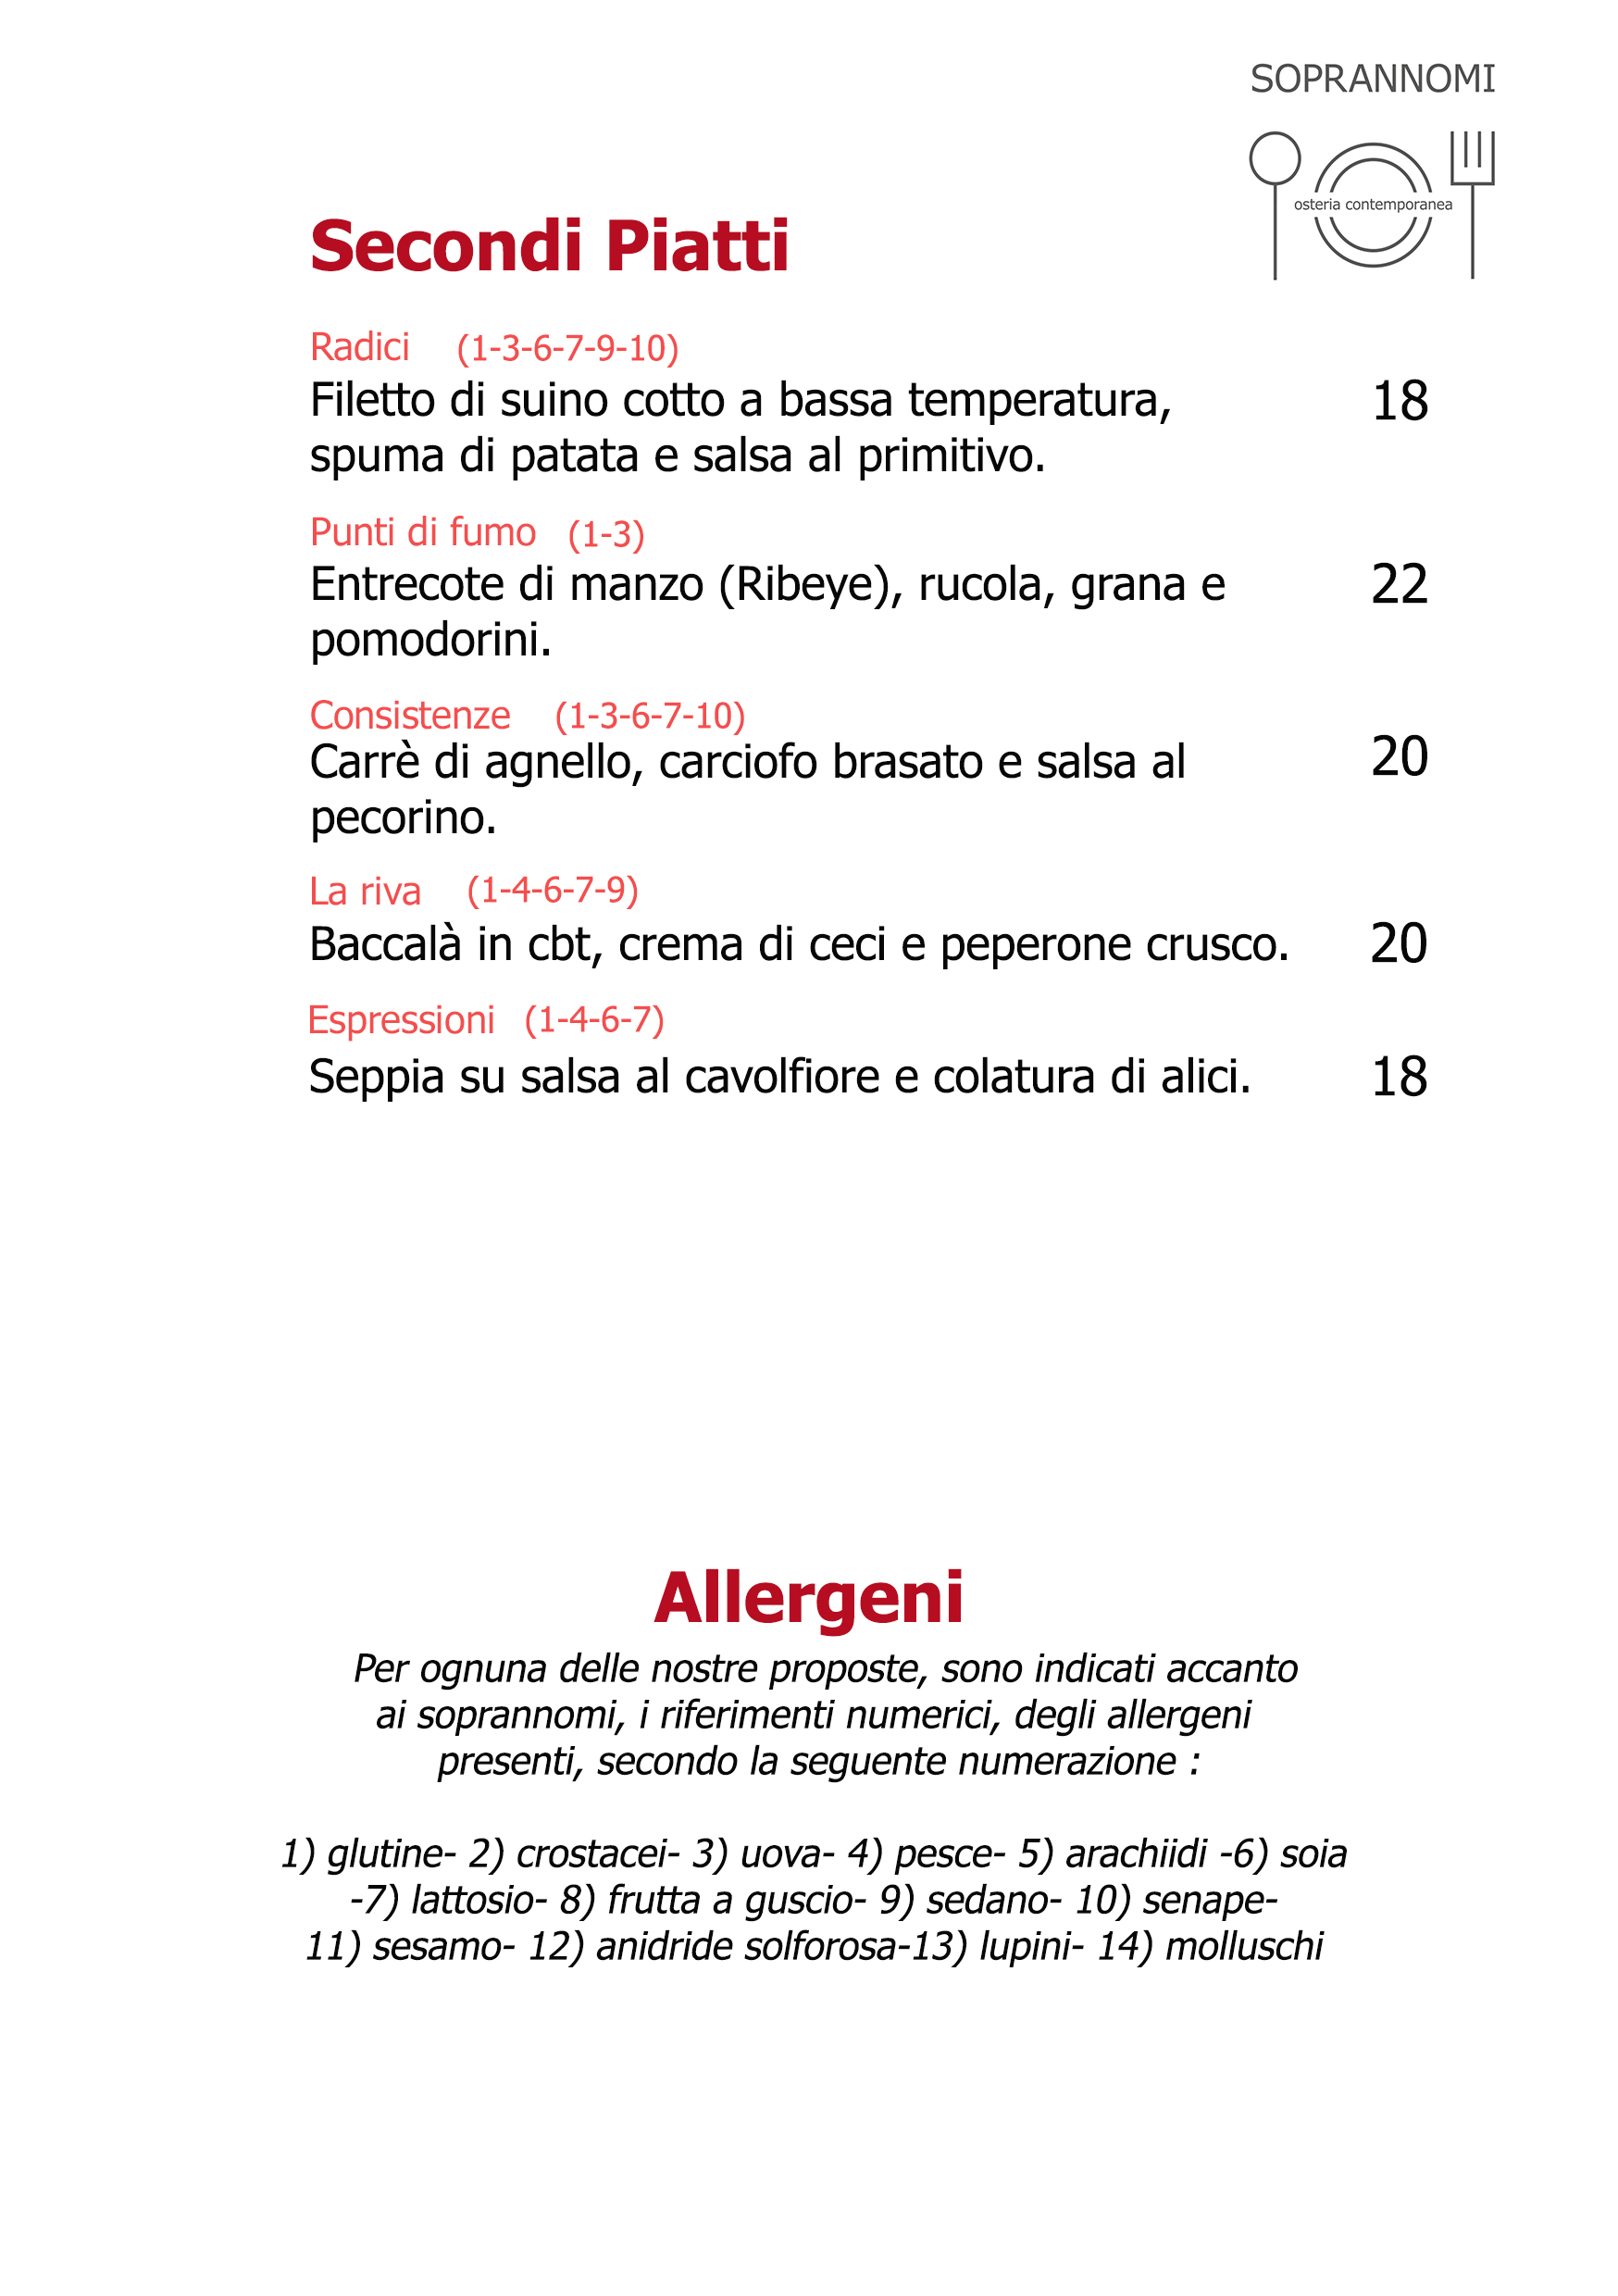 SOPRANNOMI
osteria contemporanea
Secondi Piatti
Radici (1-3-6-7-9-10)
Filetto di suino cotto a bassa temperatura, 18
spuma di patata e salsa al primitivo.
Punti di fumo (1-3)
Entrecote di manzo (Ribeye), rucola, grana e 22
pomodorini.
Consistenze (1-3-6-7-10)
Carrè di agnello, carciofo brasato e salsa al 20
pecorino.
La riva (1-4-6-7-9)
Baccalà in cbt, crema di ceci e peperone crusco. 20
Espressioni (1-4-6-7)
Seppia su salsa al cavolfiore e colatura di alici. 18
Allergeni
Per ognuna delle nostre proposte, sono indicati accanto
ai soprannomi, i riferimenti numerici, degli allergeni
presenti, secondo la seguente numerazione :
1) glutine- 2) crostacei- 3) uova- 4) pesce- 5) arachiidi -6) soia
-7) lattosio- 8) frutta a guscio- 9) sedano- 10) senape-
11) sesamo- 12) anidride solforosa-13) lupini- 14) molluschi